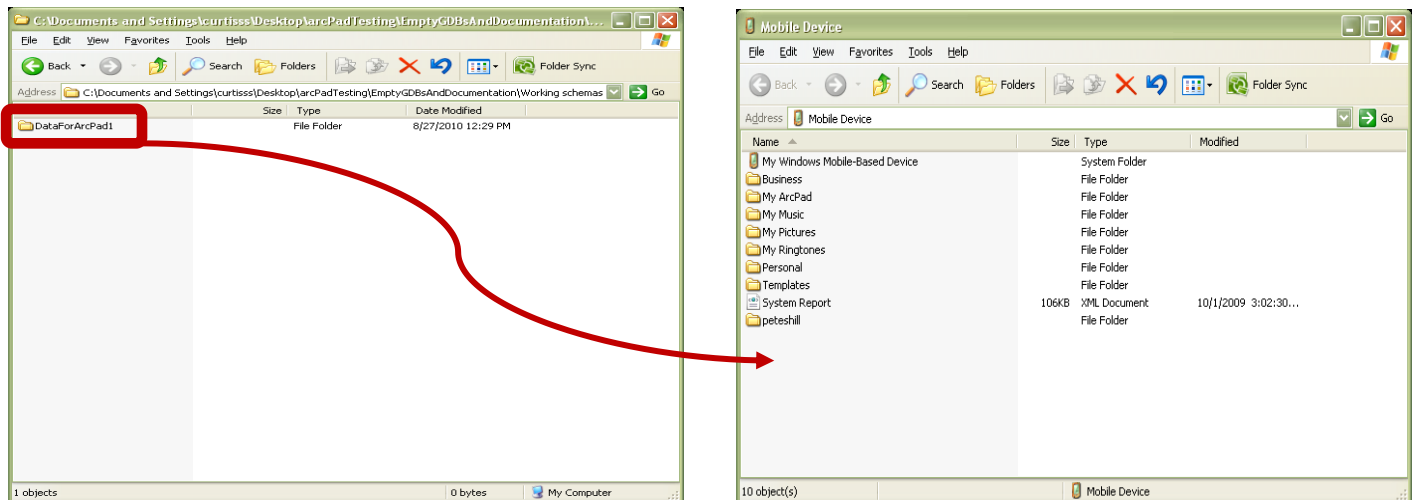 C:\Documents and Settings\curtisss\Desktop\arcPadTesting\EmptyGDBsAndDocumentation\...
File Edit View Favorites Tools Help
Back Search Folders Folder Sync
Address C:\Documents and Settings\curtisss\Desktop\arcPadTesting\EmptyGDBsAndDocumentation\Working schemas Go
Size Type Date Modified
DataForArcPad1 File Folder 8/27/2010 12:29 PM
1 objects 0 bytes My Computer
Mobile Device
File Edit View Favorites Tools Help
Back Search Folders Folder Sync
Address Mobile Device Go
Name Size Type Modified
My Windows Mobile-Based Device System Folder
Business File Folder
My ArcPad File Folder
My Music File Folder
My Pictures File Folder
My Ringtones File Folder
Personal File Folder
Templates File Folder
System Report 106KB XML Document 10/1/2009 3:02:30...
peteshill File Folder
10 object(s) Mobile Device